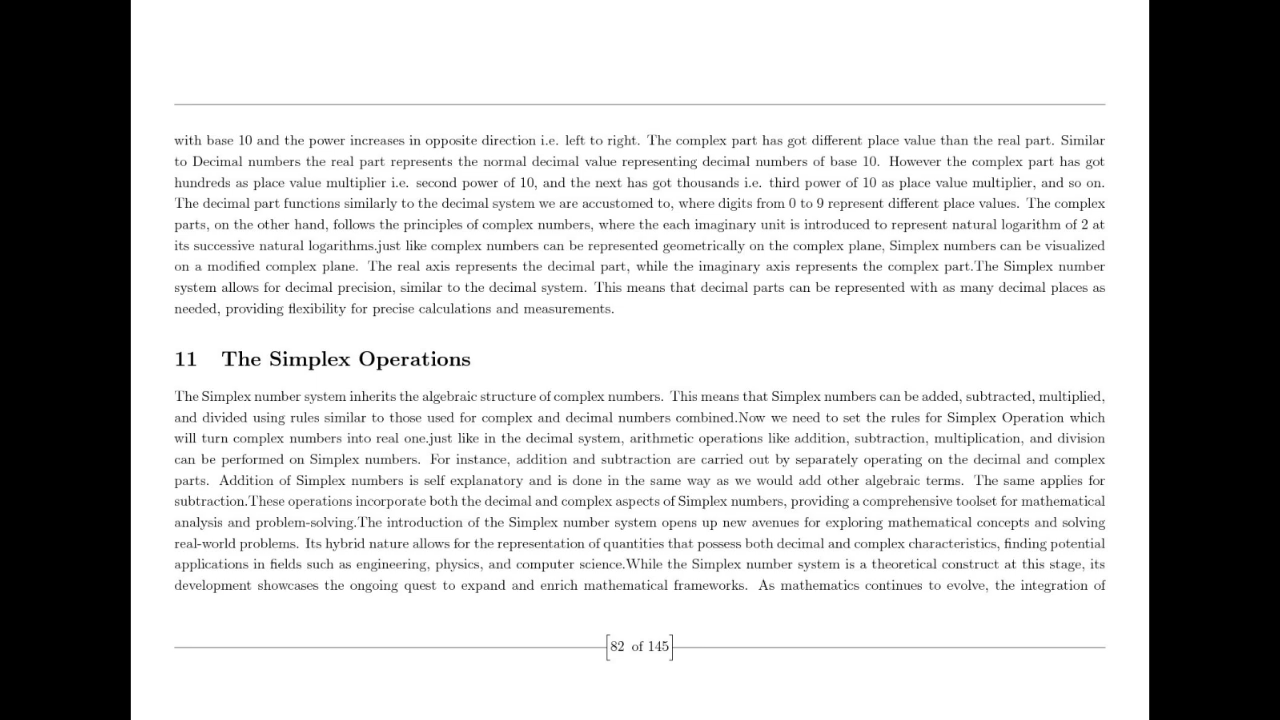 with base 10 and the power increases in opposite direction i.e. left to right. The complex part has got different place value than the real part. Similar
to Decimal numbers the real part represents the normal decimal value representing decimal numbers of base 10. However the complex part has got
hundreds as place value multiplier i.e. second power of 10, and the next has got thousands i.e. third power of 10 as place value multiplier, and so on.
The decimal part functions similarly to the decimal system we are accustomed to, where digits from 0 to 9 represent different place values. The complex
parts, on the other hand, follows the principles of complex numbers, where the each imaginary unit is introduced to represent natural logarithm of 2 at
its successive natural logarithms.just like complex numbers can be represented geometrically on the complex plane, Simplex numbers can be visualized
on a modified complex plane. The real axis represents the decimal part, while the imaginary axis represents the complex part.The Simplex number
system allows for decimal precision, similar to the decimal system. This means that decimal parts can be represented with as many decimal places as
needed, providing flexibility for precise calculations and measurements.
11 The Simplex Operations
The Simplex number system inherits the algebraic structure of complex numbers. This means that Simplex numbers can be added, subtracted, multiplied,
and divided using rules similar to those used for complex and decimal numbers combined.Now we need to set the rules for Simplex Operation which
will turn complex numbers into real one.just like in the decimal system, arithmetic operations like addition, subtraction, multiplication, and division
can be performed on Simplex numbers. For instance, addition and subtraction are carried out by separately operating on the decimal and complex
parts. Addition of Simplex numbers is self explanatory and is done in the same way as we would add other algebraic terms. The same applies for
subtraction.These operations incorporate both the decimal and complex aspects of Simplex numbers, providing a comprehensive toolset for mathematical
analysis and problem-solving.The introduction of the Simplex number system opens up new avenues for exploring mathematical concepts and solving
real-world problems. Its hybrid nature allows for the representation of quantities that possess both decimal and complex characteristics, finding potential
applications in fields such as engineering, physics, and computer science.While the Simplex number system is a theoretical construct at this stage, its
development showcases the ongoing quest to expand and enrich mathematical frameworks. As mathematics continues to evolve, the integration of
[82 of 145]